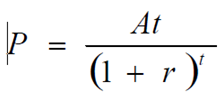 P = At / (1 + r)^t